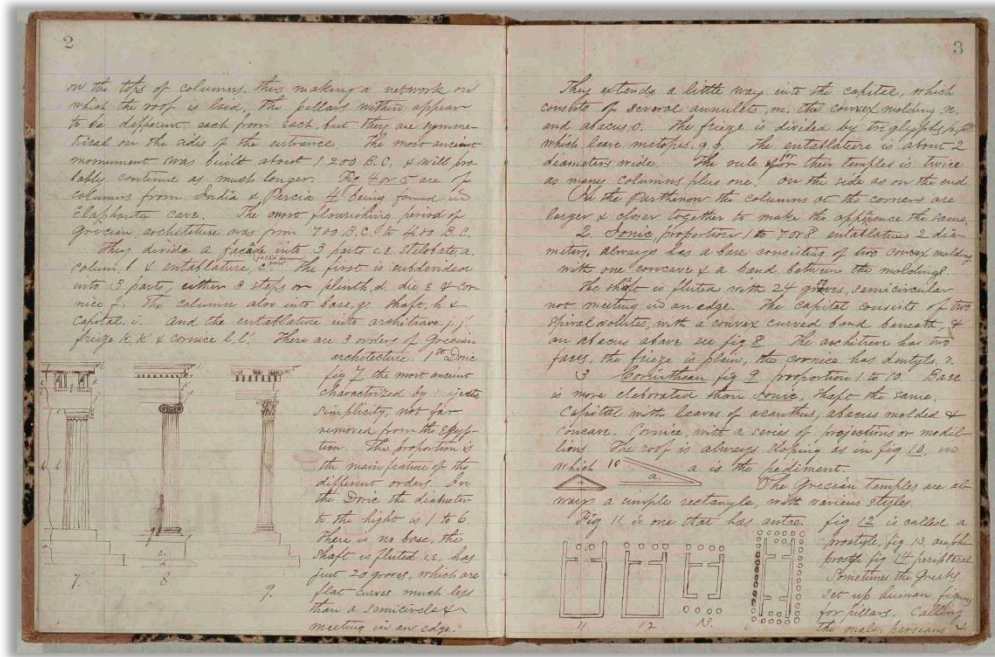 2
on the tops of columns, thus making a network on
which the roof is laid, the pillars within appear
to be different each from each, but they are symme-
trical on the sides of the entrance. The most ancient
monument was built about 1200 B.C. & will pro
bably continue as much longer. Fig 4 or 5 are of
columns from India & Percia 4 being found in
Elaphanta cave. The most flourishing period of
Grecian architeture was from 700 B.C. to 400 B.C.
They divide a facade into 3 parts i.e. Stelobate, a.
colum, b & entablature, c. The first is subdivided
into 3 parts, either 3 steps or plinth, d. die, e & cor
nice f. The column also into base, g. shaft, h &
capital, i. And the entablature into architrave, j. j.
frieze k. k. & cornice l. l. There are 3 orders of Grecian
architecture. 1st Doric
fig 7 the most ancient
charactorized by majestic
simplicity, not far
removed from the Egyp-
tion. The proportion is
the main feature of the
different orders. In
the Doric the diameter
to the hight is 1 to 6
there is no base, the
shaft is fluted i.e. has
just 20 groves, which are
flat curves much less
than a semicircle &
meeting in an edge.
7.
8
9.
3
They extends a little way into the capital, which
consists of several annulets, m, the convex molding n.
and abacus, o. The frieze is divided by triglyphs, p. p
which leave metopes. q. q. The entablature is about 2
diameters wide. The rule for their temples is twice
as many columns plus one. on the side as on the end.
On the Parthenon the columns at the corners are
larger & closer together to make the apperence the same.
2 Ionic, proportion 1 to 7 or 8 entablature 2 dia-
meters, always has a base consisting of two convex molding
with one concave & a band between the moldings.
The shaft is fluted with 24 groves, semicircular
not meeting in an edge. The capital consists of two
spiral volutes, with a convex curved band beneath, &
an abacus above see fig 8 The architrave has two
faces, the frieze is plain, the cornice has dentyls, r.
3 Corinthean fig 9 proportion 1 to 10. Base
is more elaborated than Ionic, shaft the same.
Capital with leaves of acanthus, abacus molded &
concave. Cornice, with a series of projections or modil
lions The roof is always sloping as in fig 10, in
which 10 a a is the pediment.
The Grecian temples are al
ways a simple rectangle, with various styles.
Fig 11, is one that has antae. fig 12 is called a
prostyle, fig 13, amphi
prostyle fig 14 peripteral
Sometimes the Greeks
set up human figures
for pillars. Calling
the males persians &
11
12
13.